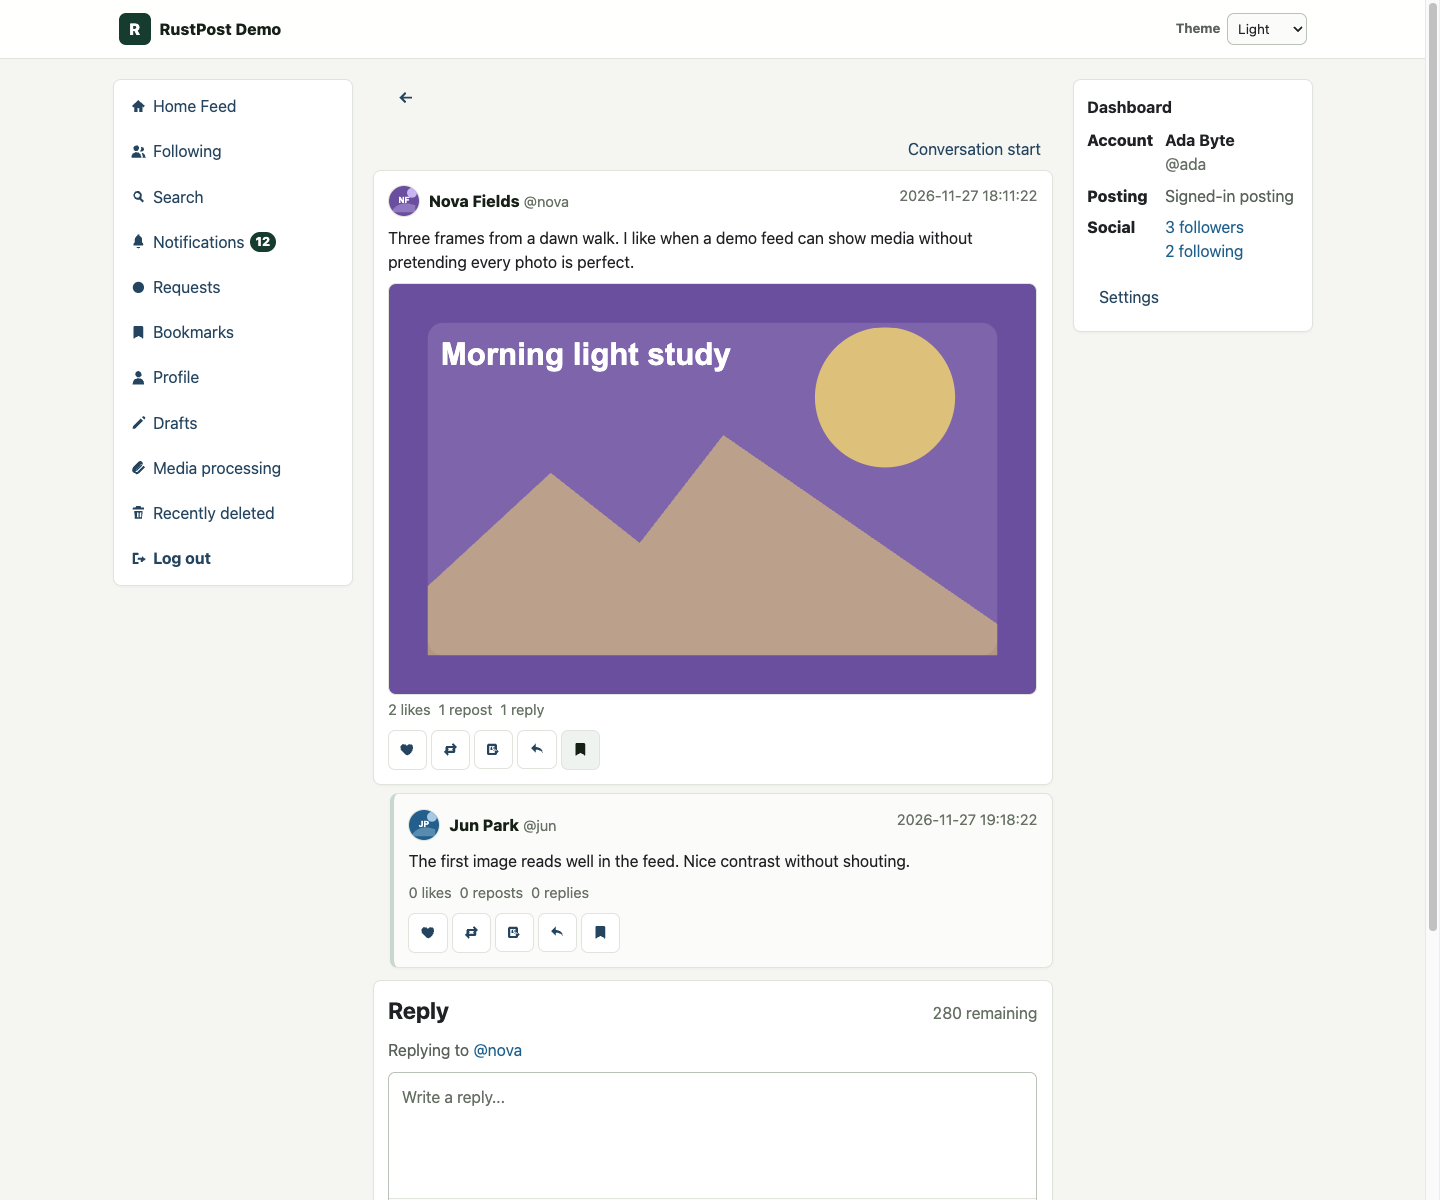 R RustPost Demo
Theme Light
Home Feed
Following
Search
Notifications 12
Requests
Bookmarks
Profile
Drafts
Media processing
Recently deleted
Log out
Conversation start
NF Nova Fields @nova 2026-11-27 18:11:22
Three frames from a dawn walk. I like when a demo feed can show media without
pretending every photo is perfect.
Morning light study
2 likes 1 repost 1 reply
JP Jun Park @jun 2026-11-27 19:18:22
The first image reads well in the feed. Nice contrast without shouting.
0 likes 0 reposts 0 replies
Reply 280 remaining
Replying to @nova
Write a reply...
Dashboard
Account Ada Byte
@ada
Posting Signed-in posting
Social 3 followers
2 following
Settings